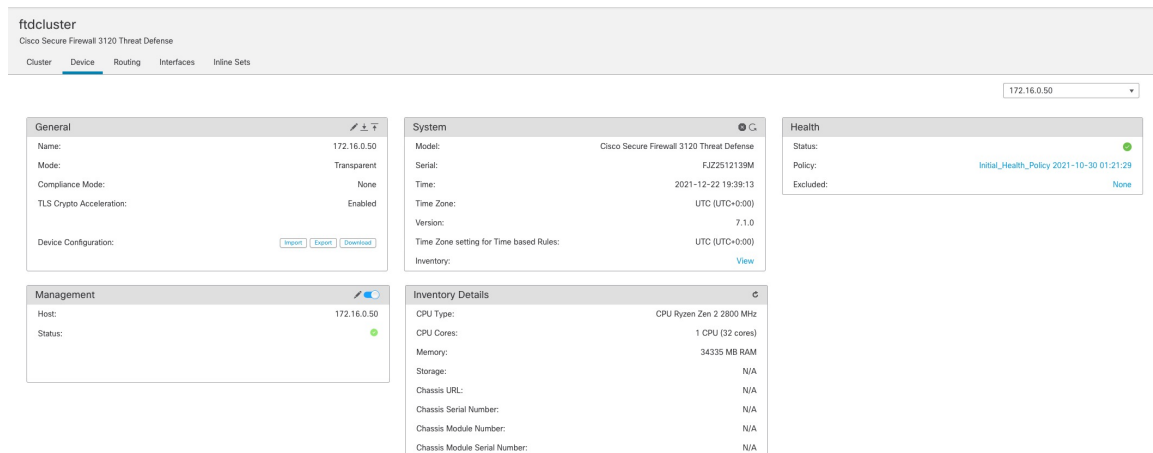 ftdcluster
Cisco Secure Firewall 3120 Threat Defense
Cluster Device Routing Interfaces Inline Sets
172.16.0.50
General
Name: 172.16.0.50
Mode: Transparent
Compliance Mode: None
TLS Crypto Acceleration: Enabled
Device Configuration: Import Export Download
System
Model: Cisco Secure Firewall 3120 Threat Defense
Serial: FJZ2512139M
Time: 2021-12-22 19:39:13
Time Zone: UTC (UTC+0:00)
Version: 7.1.0
Time Zone setting for Time based Rules: UTC (UTC+0:00)
Inventory: View
Health
Status:
Policy: Initial_Health_Policy 2021-10-30 01:21:29
Excluded: None
Management
Host: 172.16.0.50
Status:
Inventory Details
CPU Type: CPU Ryzen Zen 2 2800 MHz
CPU Cores: 1 CPU (32 cores)
Memory: 34335 MB RAM
Storage: N/A
Chassis URL: N/A
Chassis Serial Number: N/A
Chassis Module Number: N/A
Chassis Module Serial Number: N/A